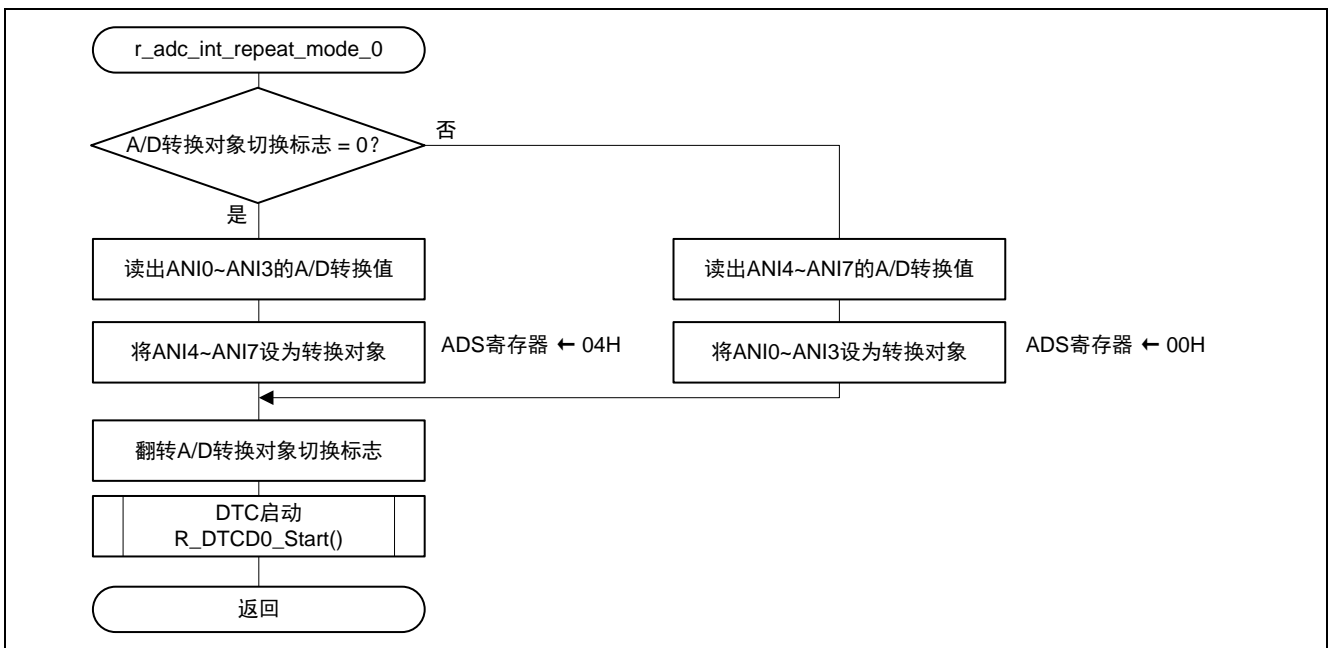 r_adc_int_repeat_mode_0
A/D转换对象切换标志 = 0?
否
是
读出ANI0~ANI3的A/D转换值
读出ANI4~ANI7的A/D转换值
将ANI4~ANI7设为转换对象
ADS寄存器 ← 04H
将ANI0~ANI3设为转换对象
ADS寄存器 ← 00H
翻转A/D转换对象切换标志
DTC启动
R_DTCD0_Start()
返回